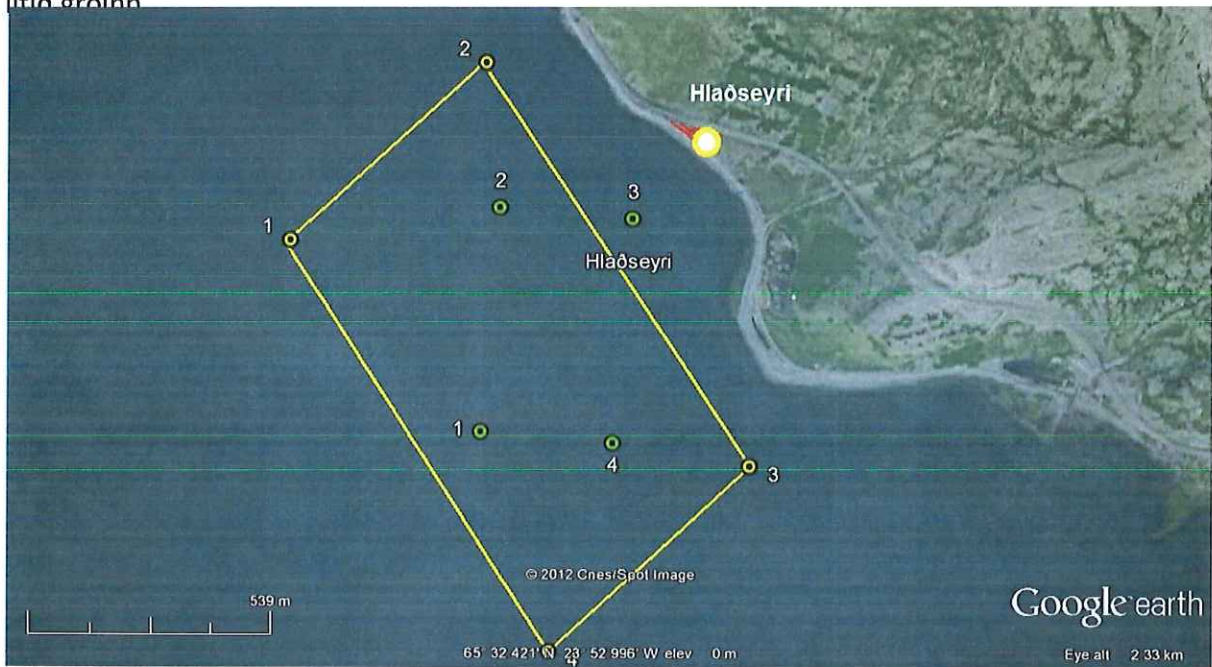 2
Hlaðseyri
2
3
1
Hlaðseyri
1
4
3
© 2012 Cnes/Spot Image
539 m
Google earth
65° 32 421' N 23 52 996' W elev 0 m
4
Eye alt 2 33 km